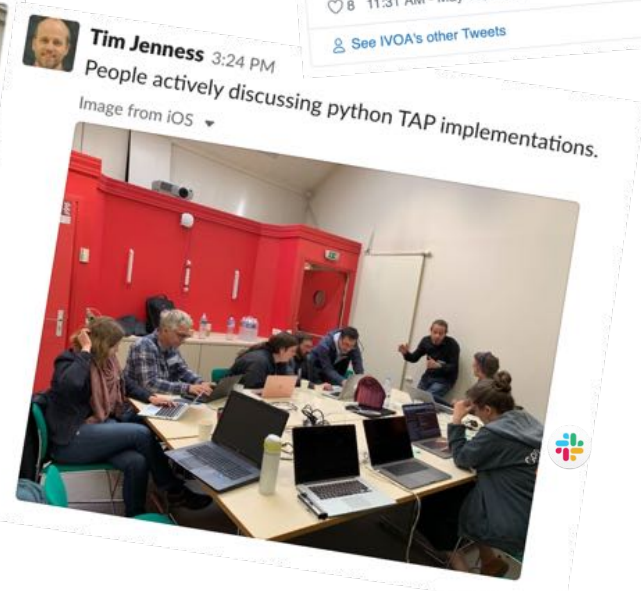 8 11:31 AM - May
See IVOA's other Tweets
Tim Jenness 3:24 PM
People actively discussing python TAP implementations.
Image from iOS